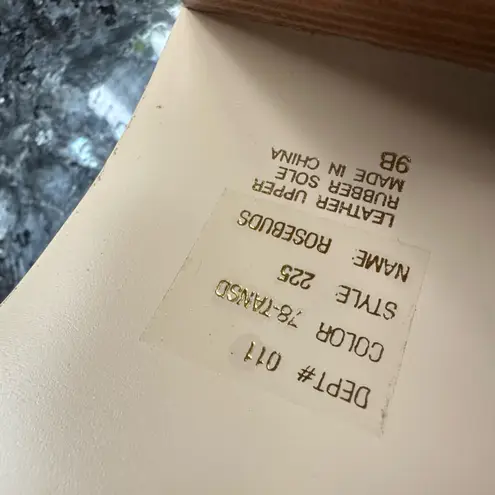 DEPT# 011
COLOR 78-TANSD
STYLE: 225
NAME: ROSEBUDS
LEATHER UPPER
RUBBER SOLE
MADE IN CHINA
9B